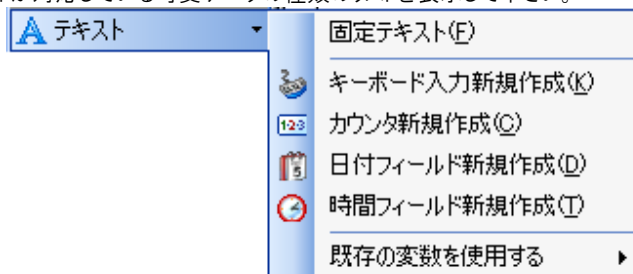 テキスト
固定テキスト(F)
キーボード入力新規作成(K)
カウンタ新規作成(C)
日付フィールド新規作成(D)
時間フィールド新規作成(T)
既存の変数を使用する